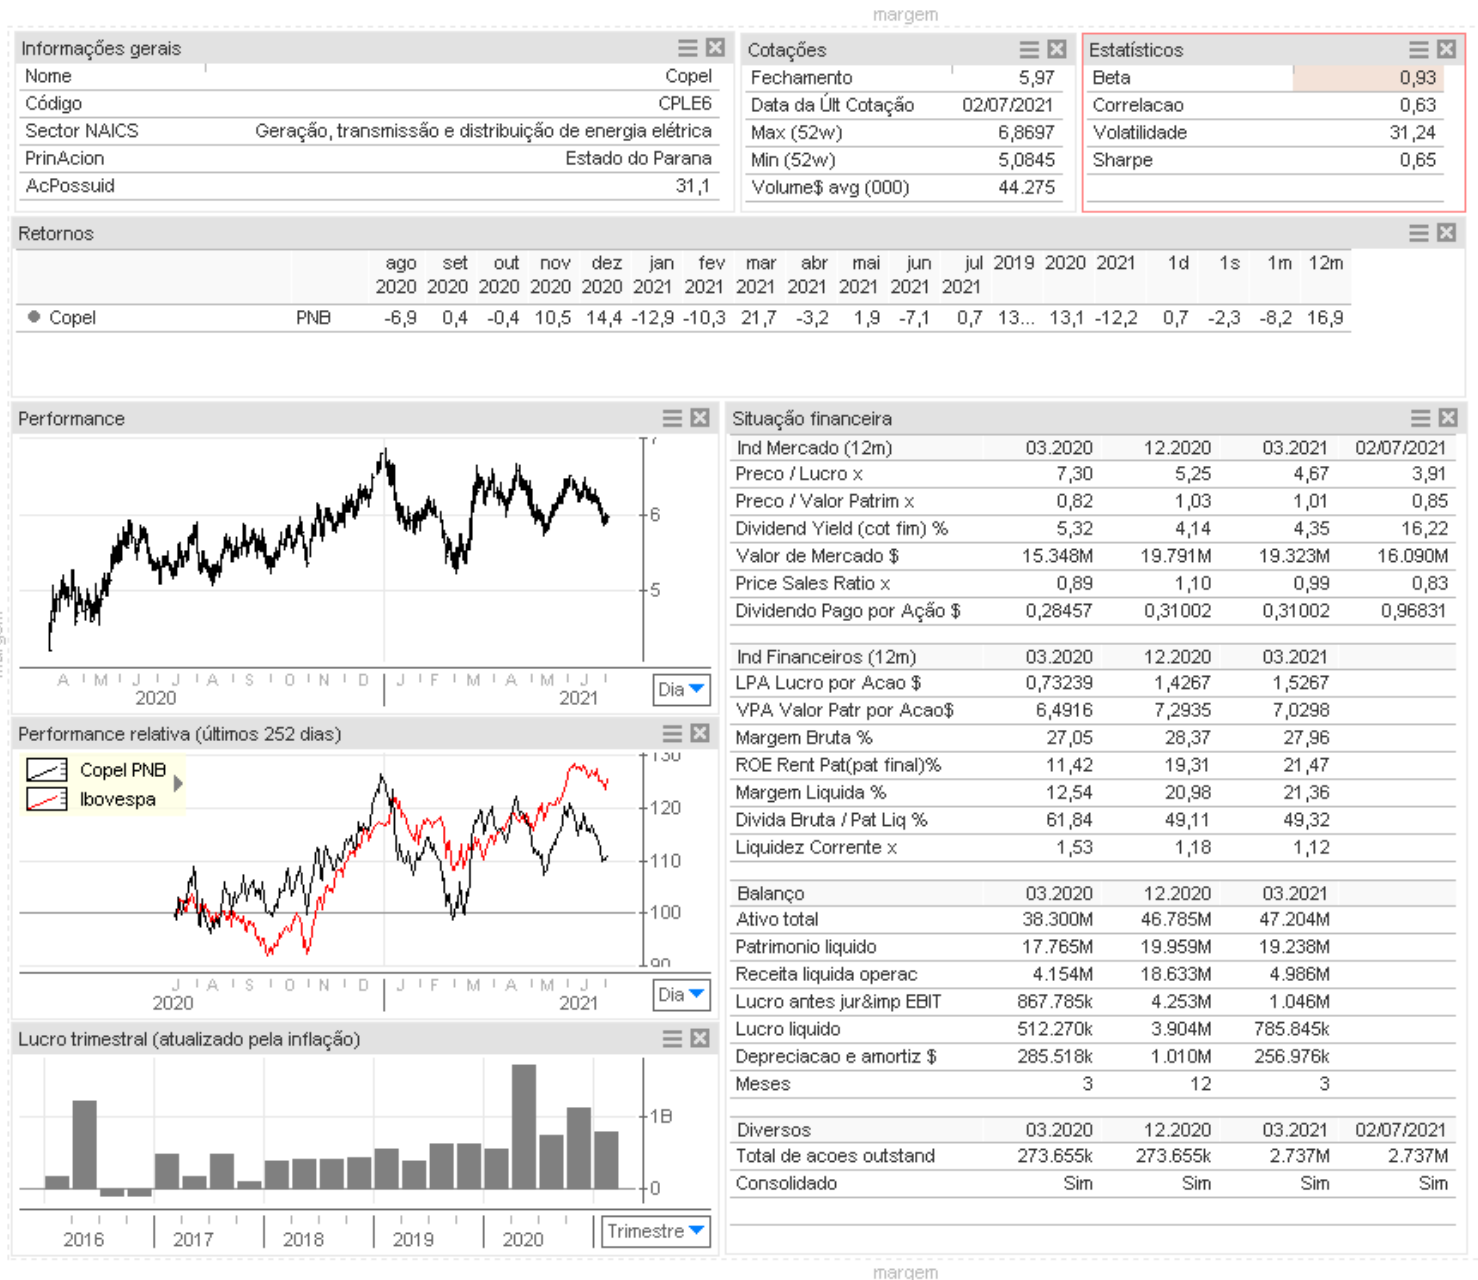 margem
Informações gerais
Nome Copel
Código CPLE6
Sector NAICS Geração, transmissão e distribuição de energia elétrica
PrinAcion Estado do Parana
AcPossuid 31,1
Cotações
Fechamento 5,97
Data da Últ Cotação 02/07/2021
Max (52w) 6,8697
Min (52w) 5,0845
Volume$ avg (000) 44.275
Estatísticos
Beta 0,93
Correlacao 0,63
Volatilidade 31,24
Sharpe 0,65
Retornos
ago set out nov dez jan fev mar abr mai jun jul 2019 2020 2021 1d 1s 1m 12m
2020 2020 2020 2020 2020 2021 2021 2021 2021 2021 2021 2021
Copel PNB -6,9 0,4 -0,4 10,5 14,4 -12,9 -10,3 21,7 -3,2 1,9 -7,1 0,7 13... 13,1 -12,2 0,7 -2,3 -8,2 16,9
Performance
7
6
5
A M J J A S O N D J F M A M J
2020 2021
Dia
Performance relativa (últimos 252 dias)
Copel PNB
Ibovespa
130
120
110
100
90
J A S O N D J F M A M J
2020 2021
Dia
Lucro trimestral (atualizado pela inflação)
1B
0
2016 2017 2018 2019 2020
Trimestre
Situação financeira
Ind Mercado (12m) 03.2020 12.2020 03.2021 02/07/2021
Preco / Lucro x 7,30 5,25 4,67 3,91
Preco / Valor Patrim x 0,82 1,03 1,01 0,85
Dividend Yield (cot fim) % 5,32 4,14 4,35 16,22
Valor de Mercado $ 15.348M 19.791M 19.323M 16.090M
Price Sales Ratio x 0,89 1,10 0,99 0,83
Dividendo Pago por Ação $ 0,28457 0,31002 0,31002 0,96831
Ind Financeiros (12m) 03.2020 12.2020 03.2021
LPA Lucro por Acao $ 0,73239 1,4267 1,5267
VPA Valor Patr por Acao$ 6,4916 7,2935 7,0298
Margem Bruta % 27,05 28,37 27,96
ROE Rent Pat(pat final)% 11,42 19,31 21,47
Margem Liquida % 12,54 20,98 21,36
Divida Bruta / Pat Liq % 61,84 49,11 49,32
Liquidez Corrente x 1,53 1,18 1,12
Balanço 03.2020 12.2020 03.2021
Ativo total 38.300M 46.785M 47.204M
Patrimonio liquido 17.765M 19.959M 19.238M
Receita liquida operac 4.154M 18.633M 4.986M
Lucro antes jur&imp EBIT 867.785k 4.253M 1.046M
Lucro liquido 512.270k 3.904M 785.845k
Depreciacao e amortiz $ 285.518k 1.010M 256.976k
Meses 3 12 3
Diversos 03.2020 12.2020 03.2021 02/07/2021
Total de acoes outstand 273.655k 273.655k 2.737M 2.737M
Consolidado Sim Sim Sim Sim
margem